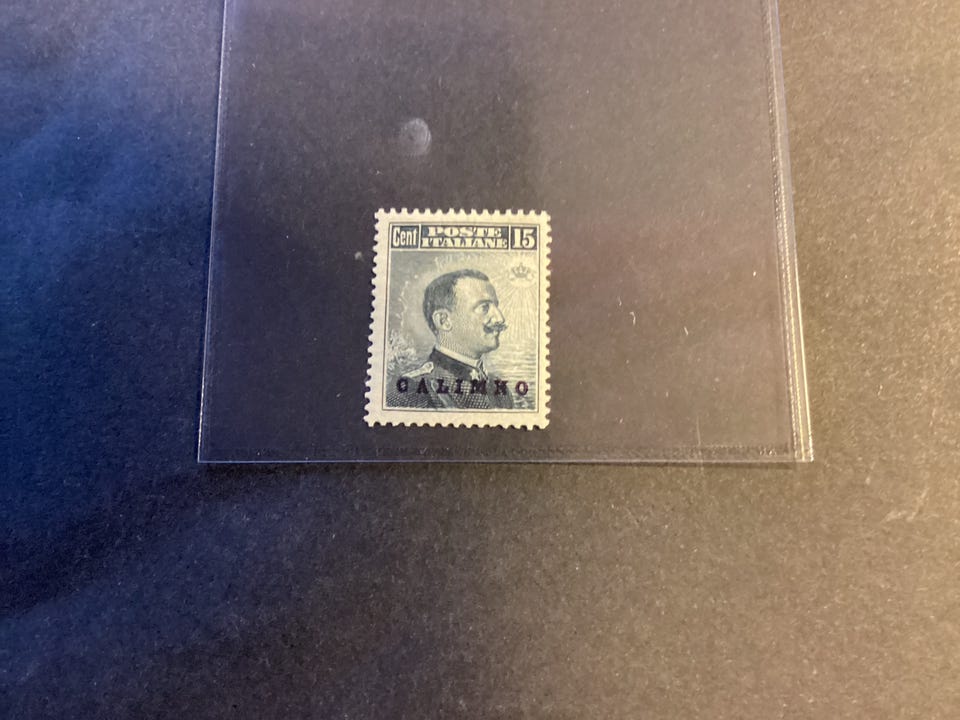 Cent POSTE ITALIANE 15
CALIMNO